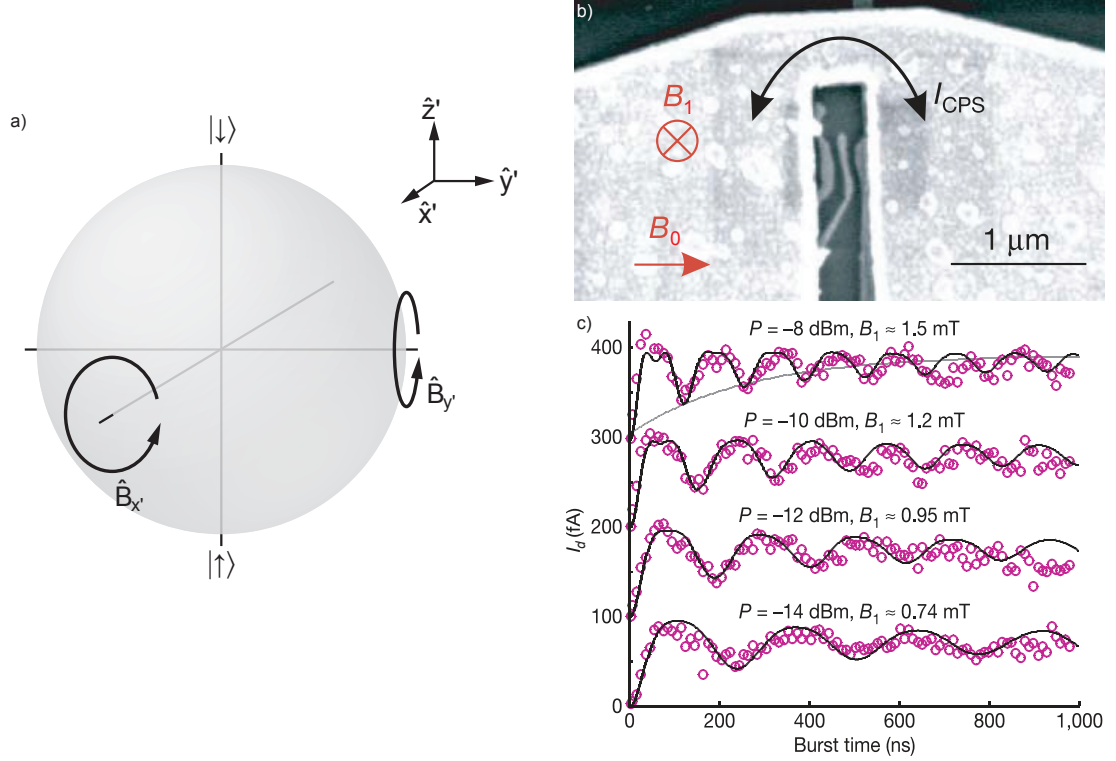 a)
|↓⟩
ẑ'
ŷ'
x̂'
B̂y'
B̂x'
|↑⟩
b)
B1
ICPS
B0
1 μm
c)
P = –8 dBm, B1 ≈ 1.5 mT
400
P = –10 dBm, B1 ≈ 1.2 mT
300
P = –12 dBm, B1 ≈ 0.95 mT
200
P = –14 dBm, B1 ≈ 0.74 mT
100
0
Id (fA)
0 200 400 600 800 1,000
Burst time (ns)